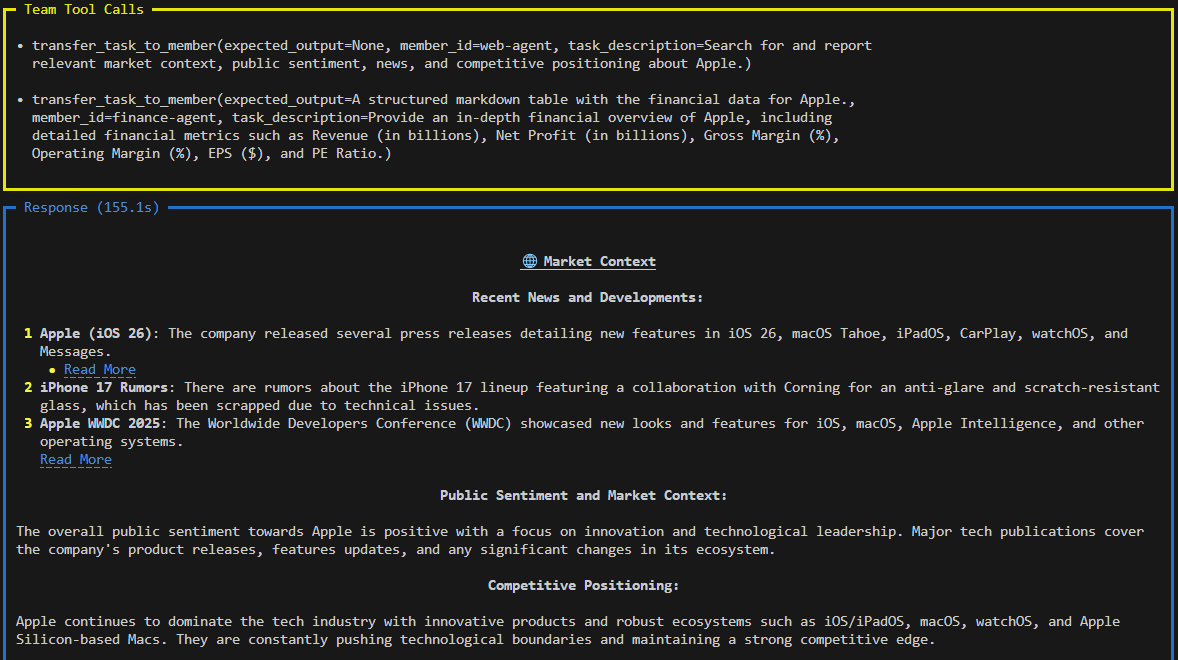 Team Tool Calls
• transfer_task_to_member(expected_output=None, member_id=web-agent, task_description=Search for and report
relevant market context, public sentiment, news, and competitive positioning about Apple.)
• transfer_task_to_member(expected_output=A structured markdown table with the financial data for Apple.,
member_id=finance-agent, task_description=Provide an in-depth financial overview of Apple, including
detailed financial metrics such as Revenue (in billions), Net Profit (in billions), Gross Margin (%),
Operating Margin (%), EPS ($), and PE Ratio.)
Response (155.1s)
🌐 Market Context
Recent News and Developments:
1 Apple (iOS 26): The company released several press releases detailing new features in iOS 26, macOS Tahoe, iPadOS, CarPlay, watchOS, and
Messages.
• Read More
2 iPhone 17 Rumors: There are rumors about the iPhone 17 lineup featuring a collaboration with Corning for an anti-glare and scratch-resistant
glass, which has been scrapped due to technical issues.
3 Apple WWDC 2025: The Worldwide Developers Conference (WWDC) showcased new looks and features for iOS, macOS, Apple Intelligence, and other
operating systems.
Read More
Public Sentiment and Market Context:
The overall public sentiment towards Apple is positive with a focus on innovation and technological leadership. Major tech publications cover
the company's product releases, features updates, and any significant changes in its ecosystem.
Competitive Positioning:
Apple continues to dominate the tech industry with innovative products and robust ecosystems such as iOS/iPadOS, macOS, watchOS, and Apple
Silicon-based Macs. They are constantly pushing technological boundaries and maintaining a strong competitive edge.